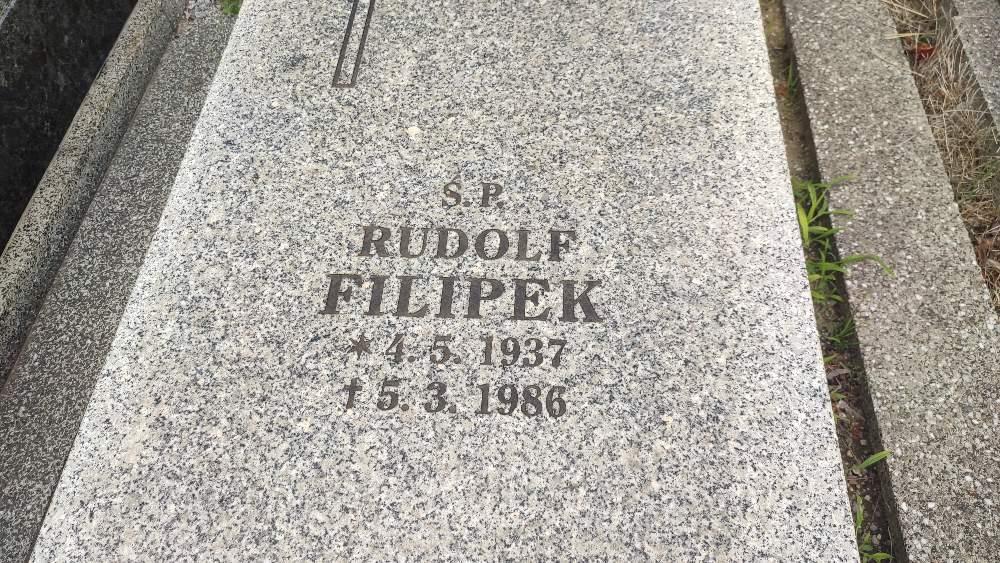 Ś.P.
RUDOLF
FILIPEK
* 4. 5. 1937
† 5. 3. 1986